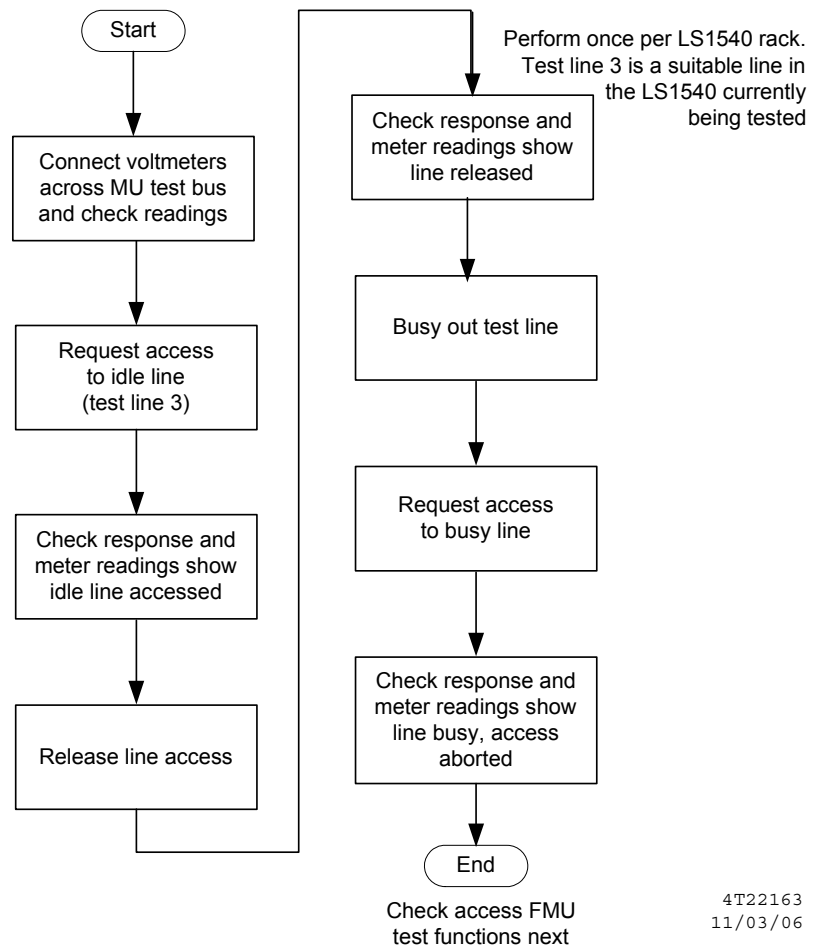 Start
Connect voltmeters
across MU test bus
and check readings
Request access
to idle line
(test line 3)
Check response and
meter readings show
idle line accessed
Release line access
Perform once per LS1540 rack.
Test line 3 is a suitable line in
the LS1540 currently
being tested
Check response and
meter readings show
line released
Busy out test line
Request access
to busy line
Check response and
meter readings show
line busy, access
aborted
End
Check access FMU
test functions next
4T22163
11/03/06